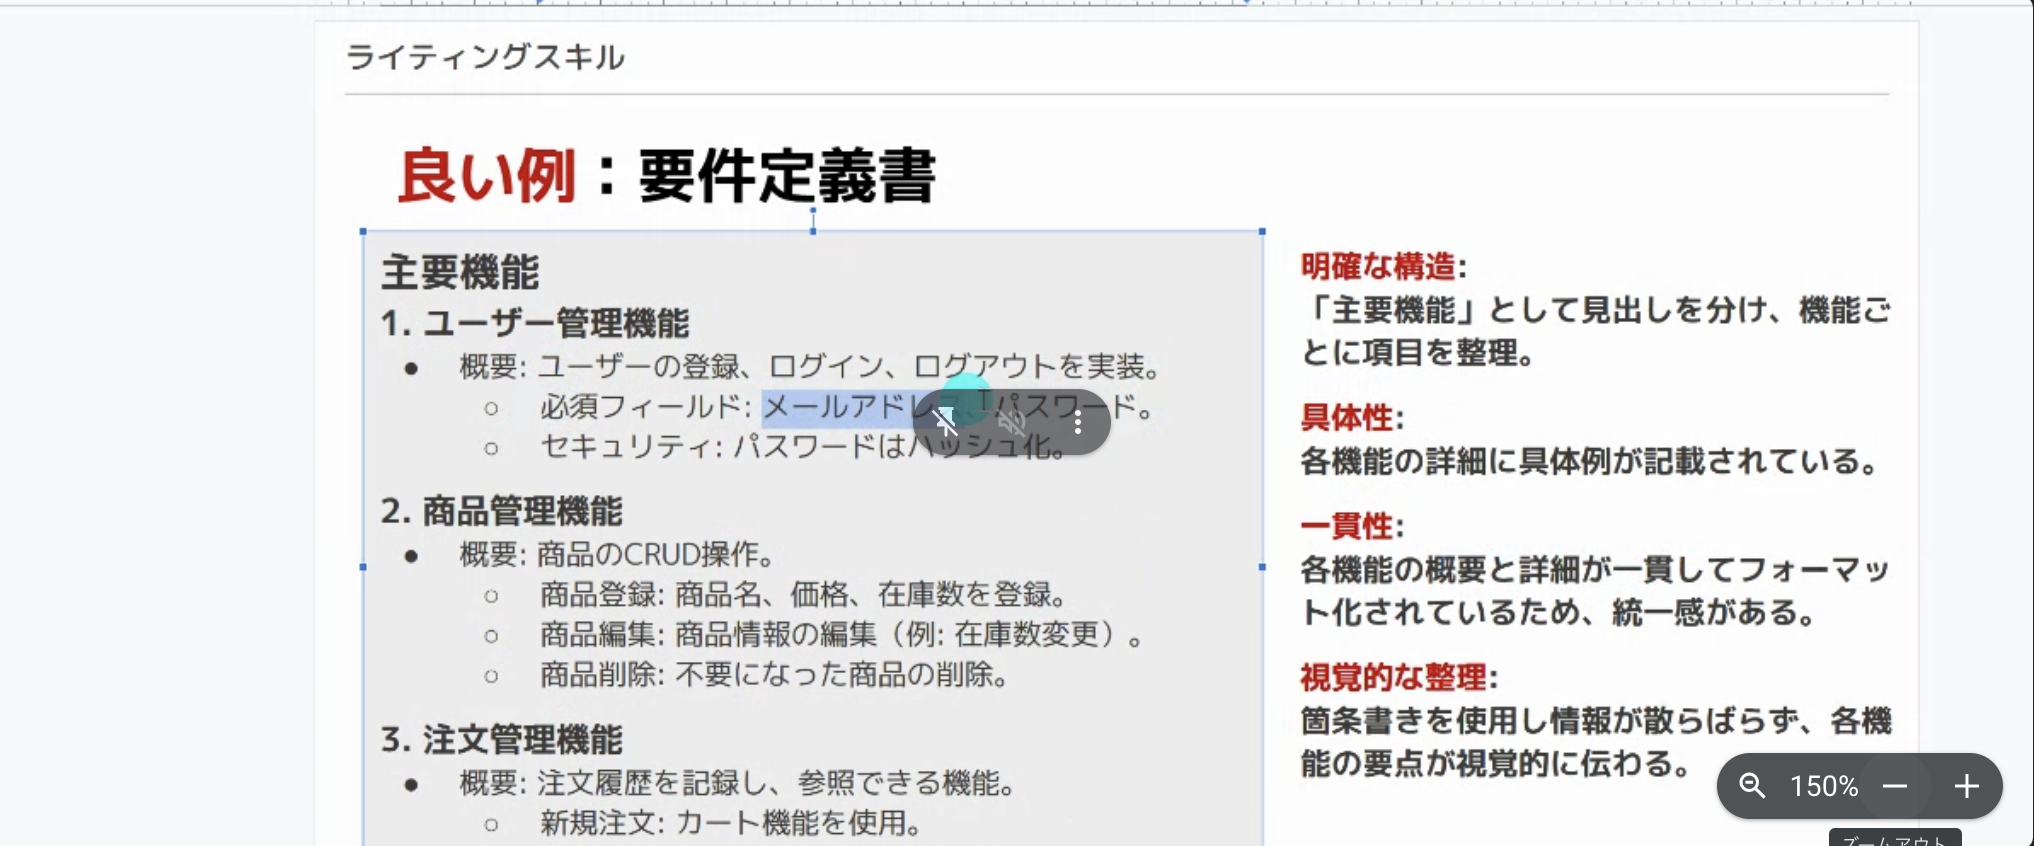 ライティングスキル
良い例：要件定義書
主要機能
1. ユーザー管理機能
● 概要: ユーザーの登録、ログイン、ログアウトを実装。
○ 必須フィールド: メールアドレス、パスワード。
○ セキュリティ: パスワードはハッシュ化。
2. 商品管理機能
● 概要: 商品のCRUD操作。
○ 商品登録: 商品名、価格、在庫数を登録。
○ 商品編集: 商品情報の編集（例: 在庫数変更）。
○ 商品削除: 不要になった商品の削除。
3. 注文管理機能
● 概要: 注文履歴を記録し、参照できる機能。
○ 新規注文: カート機能を使用。
明確な構造:
「主要機能」として見出しを分け、機能ご
とに項目を整理。
具体性:
各機能の詳細に具体例が記載されている。
一貫性:
各機能の概要と詳細が一貫してフォーマッ
ト化されているため、統一感がある。
視覚的な整理:
箇条書きを使用し情報が散らばらず、各機
能の要点が視覚的に伝わる。
150%
ズームアウト